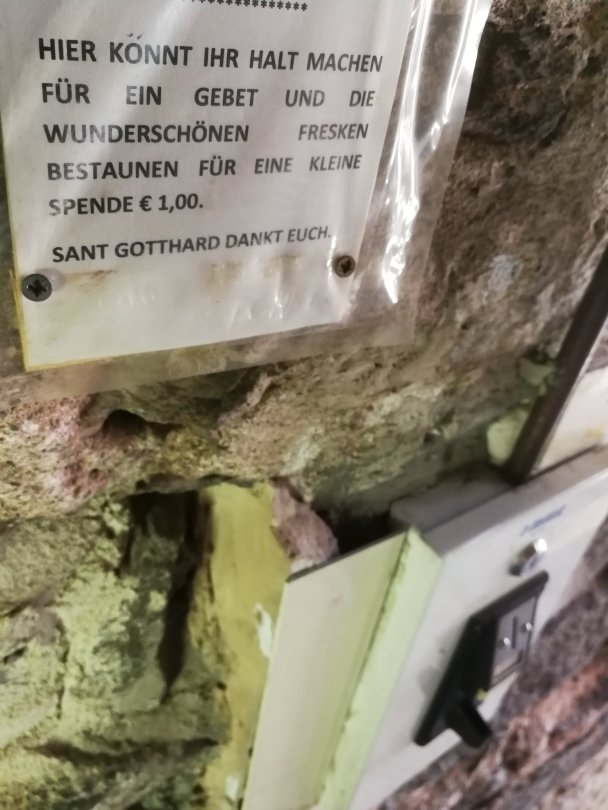 ******************
HIER KÖNNT IHR HALT MACHEN
FÜR EIN GEBET UND DIE
WUNDERSCHÖNEN FRESKEN
BESTAUNEN FÜR EINE KLEINE
SPENDE € 1,00.
SANT GOTTHARD DANKT EUCH.